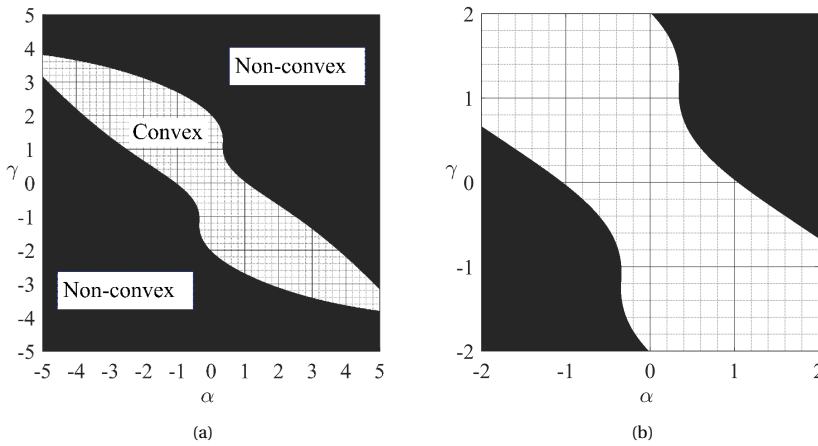 5
4
3
2
1
γ 0
-1
-2
-3
-4
-5
Non-convex
Convex
Non-convex
-5 -4 -3 -2 -1 0 1 2 3 4 5
α
(a)
2
1
γ 0
-1
-2
-2 -1 0 1 2
α
(b)